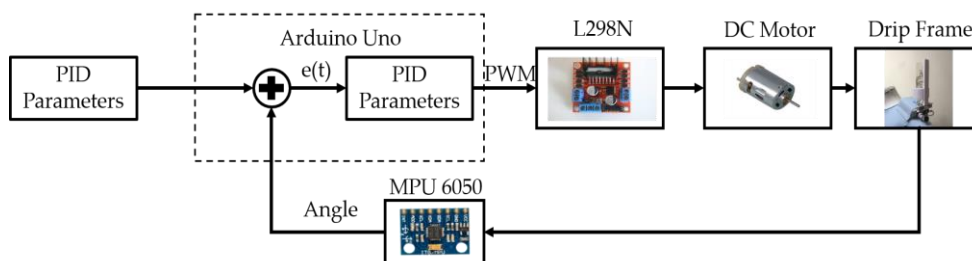 Arduino Uno
L298N
DC Motor
Drip Frame
PID
Parameters
e(t)
PID
Parameters
PWM
MPU 6050
Angle